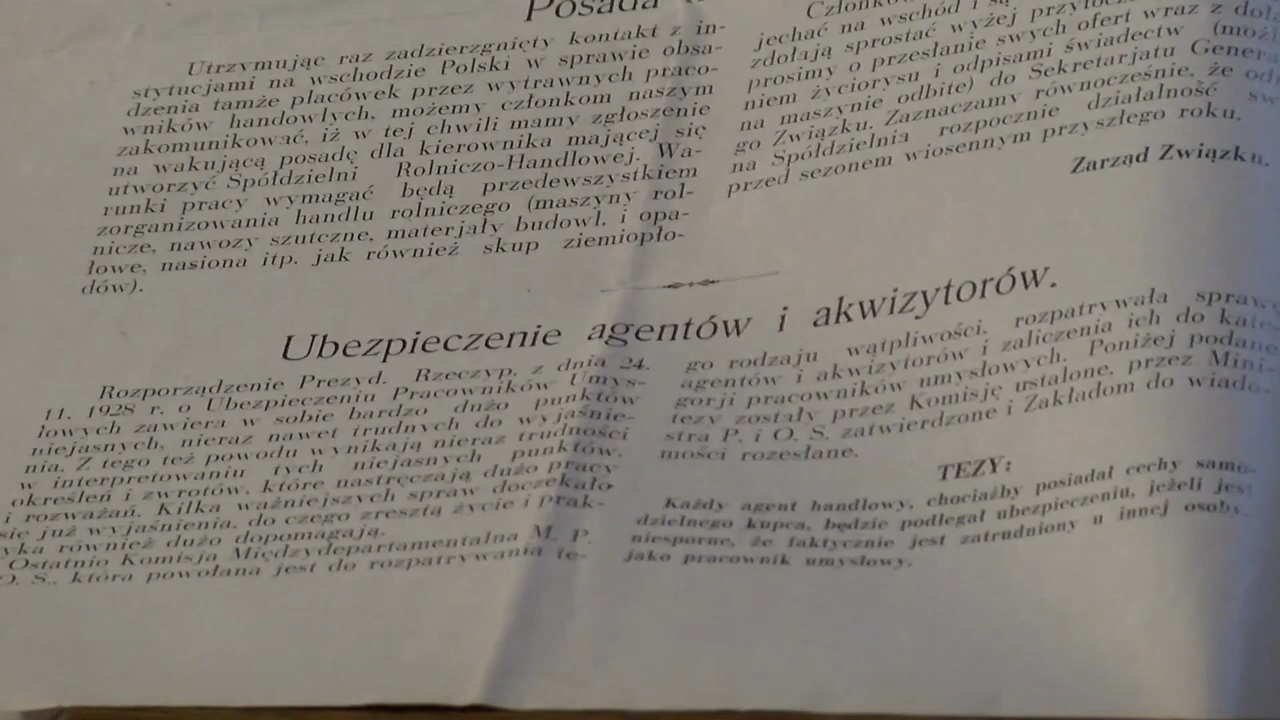 Posada
Utrzymując raz zadzierzgnięty kontakt z in-
stytucjami na wschodzie Polski w sprawie obsa-
dzenia tamże placówek przez wytrawnych praco-
wników handlowych, możemy członkom naszym
zakomunikować, iż w tej chwili mamy zgłoszenie
na wakującą posadę dla kierownika mającej się
utworzyć Spółdzielni Rolniczo-Handlowej. Wa-
runki pracy wymagać będą przedewszystkiem
zorganizowania handlu rolniczego (maszyny rol-
nicze, nawozy szutczne, materjały budowl. i opa-
łowe, nasiona itp. jak również skup ziemiopło-
dów).
jechać na wschód i są
zdołają sprostać wyżej
prosimy o przesłanie swych ofert wraz z
niem życiorysu i odpisami świadectw
na maszynie odbite) do Sekretarjatu
go Związku. Zaznaczamy równocześnie, że
na Spółdzielnia rozpocznie działalność
przed sezonem wiosennym przyszłego roku.
Zarząd Związku.
Ubezpieczenie agentów i akwizytorów.
Rozporządzenie Prezyd. Rzeczyp. z dnia 24.
11. 1928 r. o Ubezpieczeniu Pracowników Umys-
łowych zawiera w sobie bardzo dużo punktów
niejasnych, nieraz nawet trudnych do wyjaśnie-
nia. Z tego też powodu wynikają nieraz trudności
w interpretowaniu tych niejasnych punktów,
określeń i zwrotów, które nastręczają dużo pracy
i rozważań. Kilka ważniejszych spraw doczekało
się już wyjaśnienia, do czego zresztą życie i prak-
yka również dużo dopomagają.
Ostatnio Komisja Międzydepartamentalna M. P.
O. S., która powołana jest do rozpatrywania te-
go rodzaju wątpliwości, rozpatrywała spraw
agentów i akwizytorów i zaliczenia ich do kate-
gorji pracowników umysłowych. Poniżej podane
tezy zostały przez Komisję ustalone, przez Mini-
stra P. i O. S. zatwierdzone i Zakładom do wiado-
mości rozesłane.
TEZY:
Każdy agent handlowy, chociażby posiadał cechy samo-
dzielnego kupca, będzie podlegał ubezpieczeniu, jeżeli jest
niesporne, że faktycznie jest zatrudniony u innej osoby
jako pracownik umysłowy.